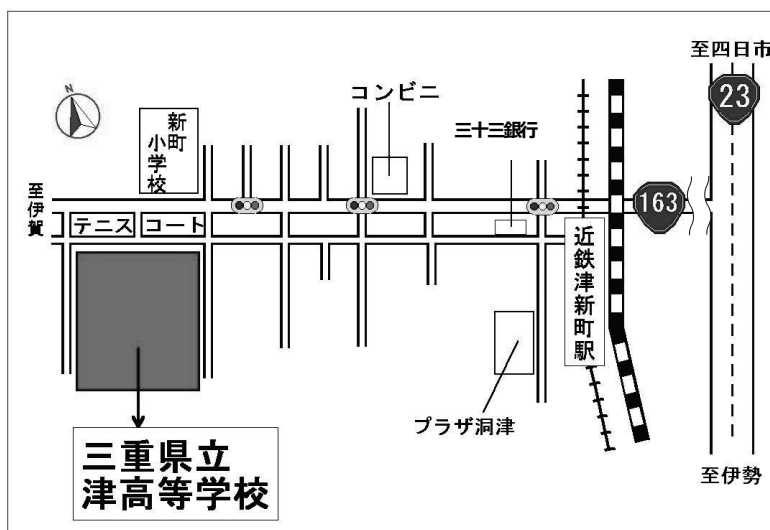 至四日市
23
N
コンビニ
新町
小学校
三十三銀行
至伊賀
163
テニス コート
近鉄津新町駅
プラザ洞津
三重県立
津高等学校
至伊勢